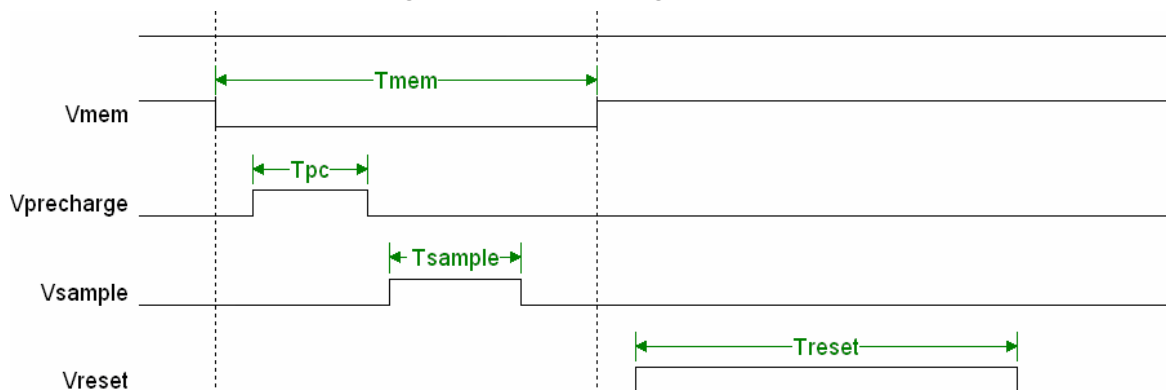 Tmem
Vmem
Tpc
Vprecharge
Tsample
Vsample
Treset
Vreset